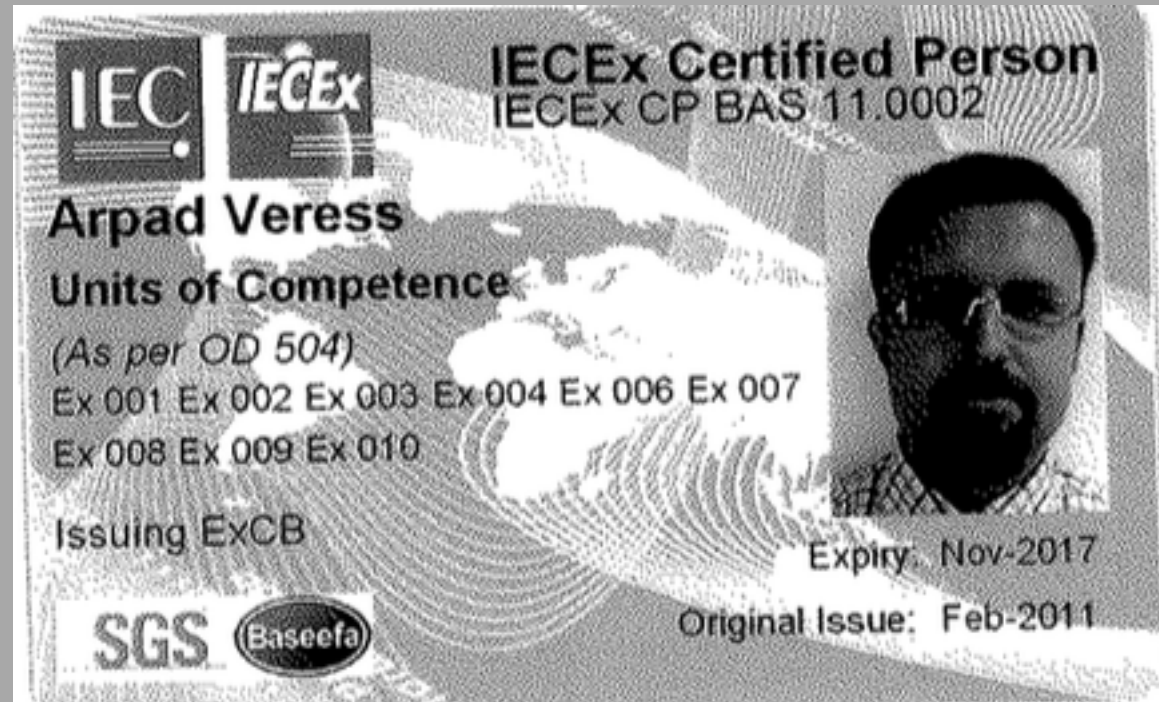 IEC IECEx
IECEx Certified Person
IECEx CP BAS 11.0002
Arpad Veress
Units of Competence
(As per OD 504)
Ex 001 Ex 002 Ex 003 Ex 004 Ex 006 Ex 007
Ex 008 Ex 009 Ex 010
Issuing ExCB
Expiry: Nov-2017
Original Issue: Feb-2011
SGS Baseefa